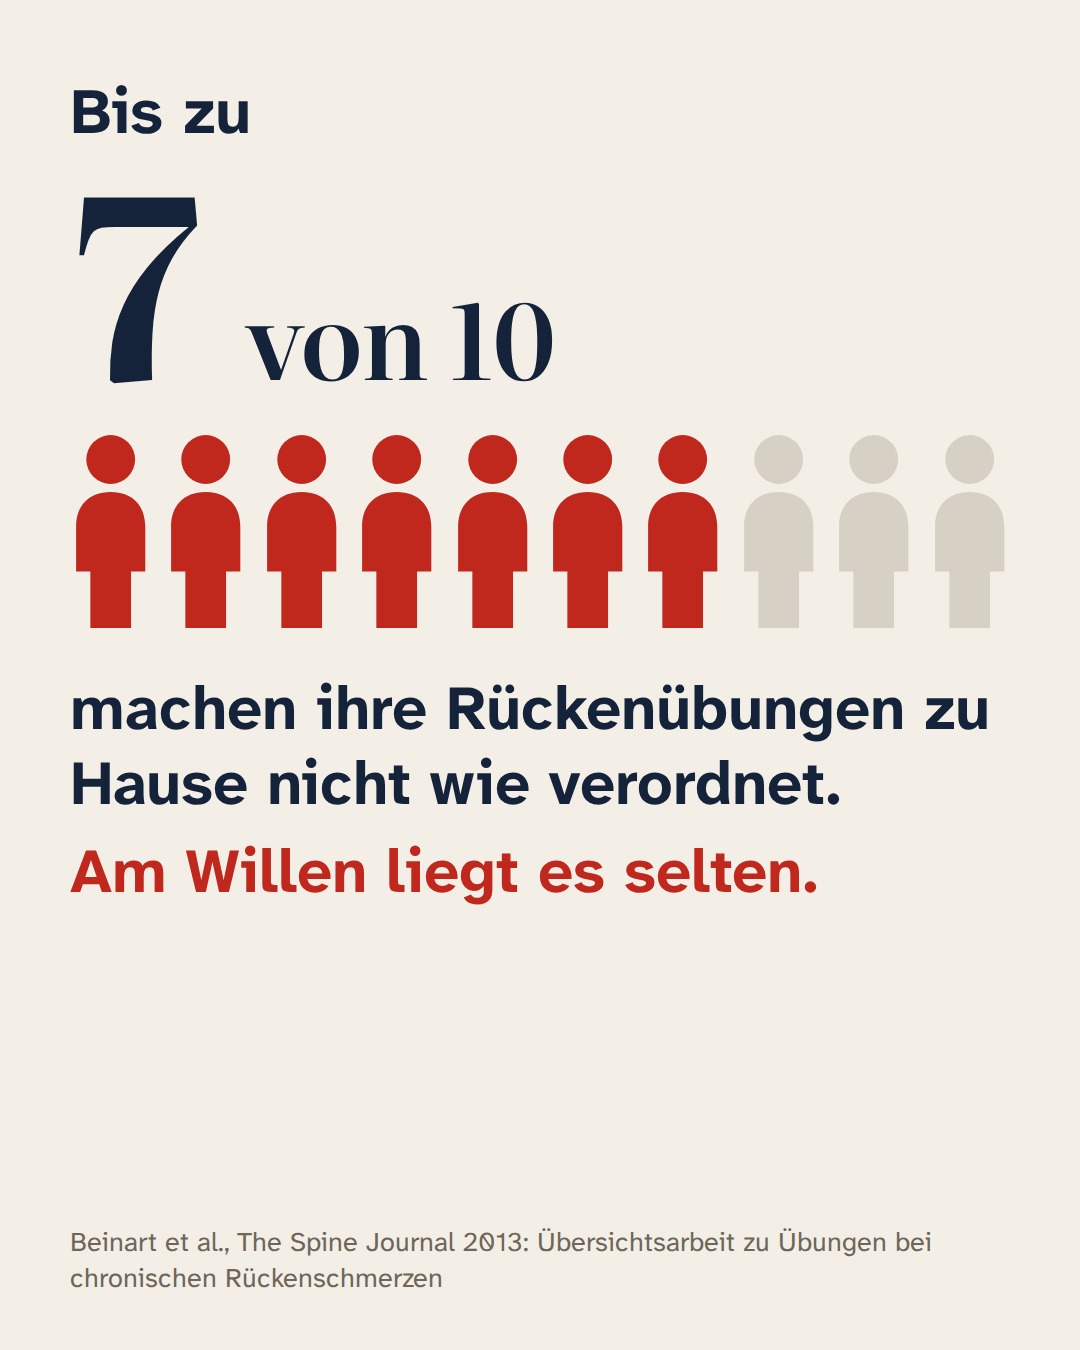 Bis zu
7 von 10
machen ihre Rückenübungen zu
Hause nicht wie verordnet.
Am Willen liegt es selten.
Beinart et al., The Spine Journal 2013: Übersichtsarbeit zu Übungen bei
chronischen Rückenschmerzen